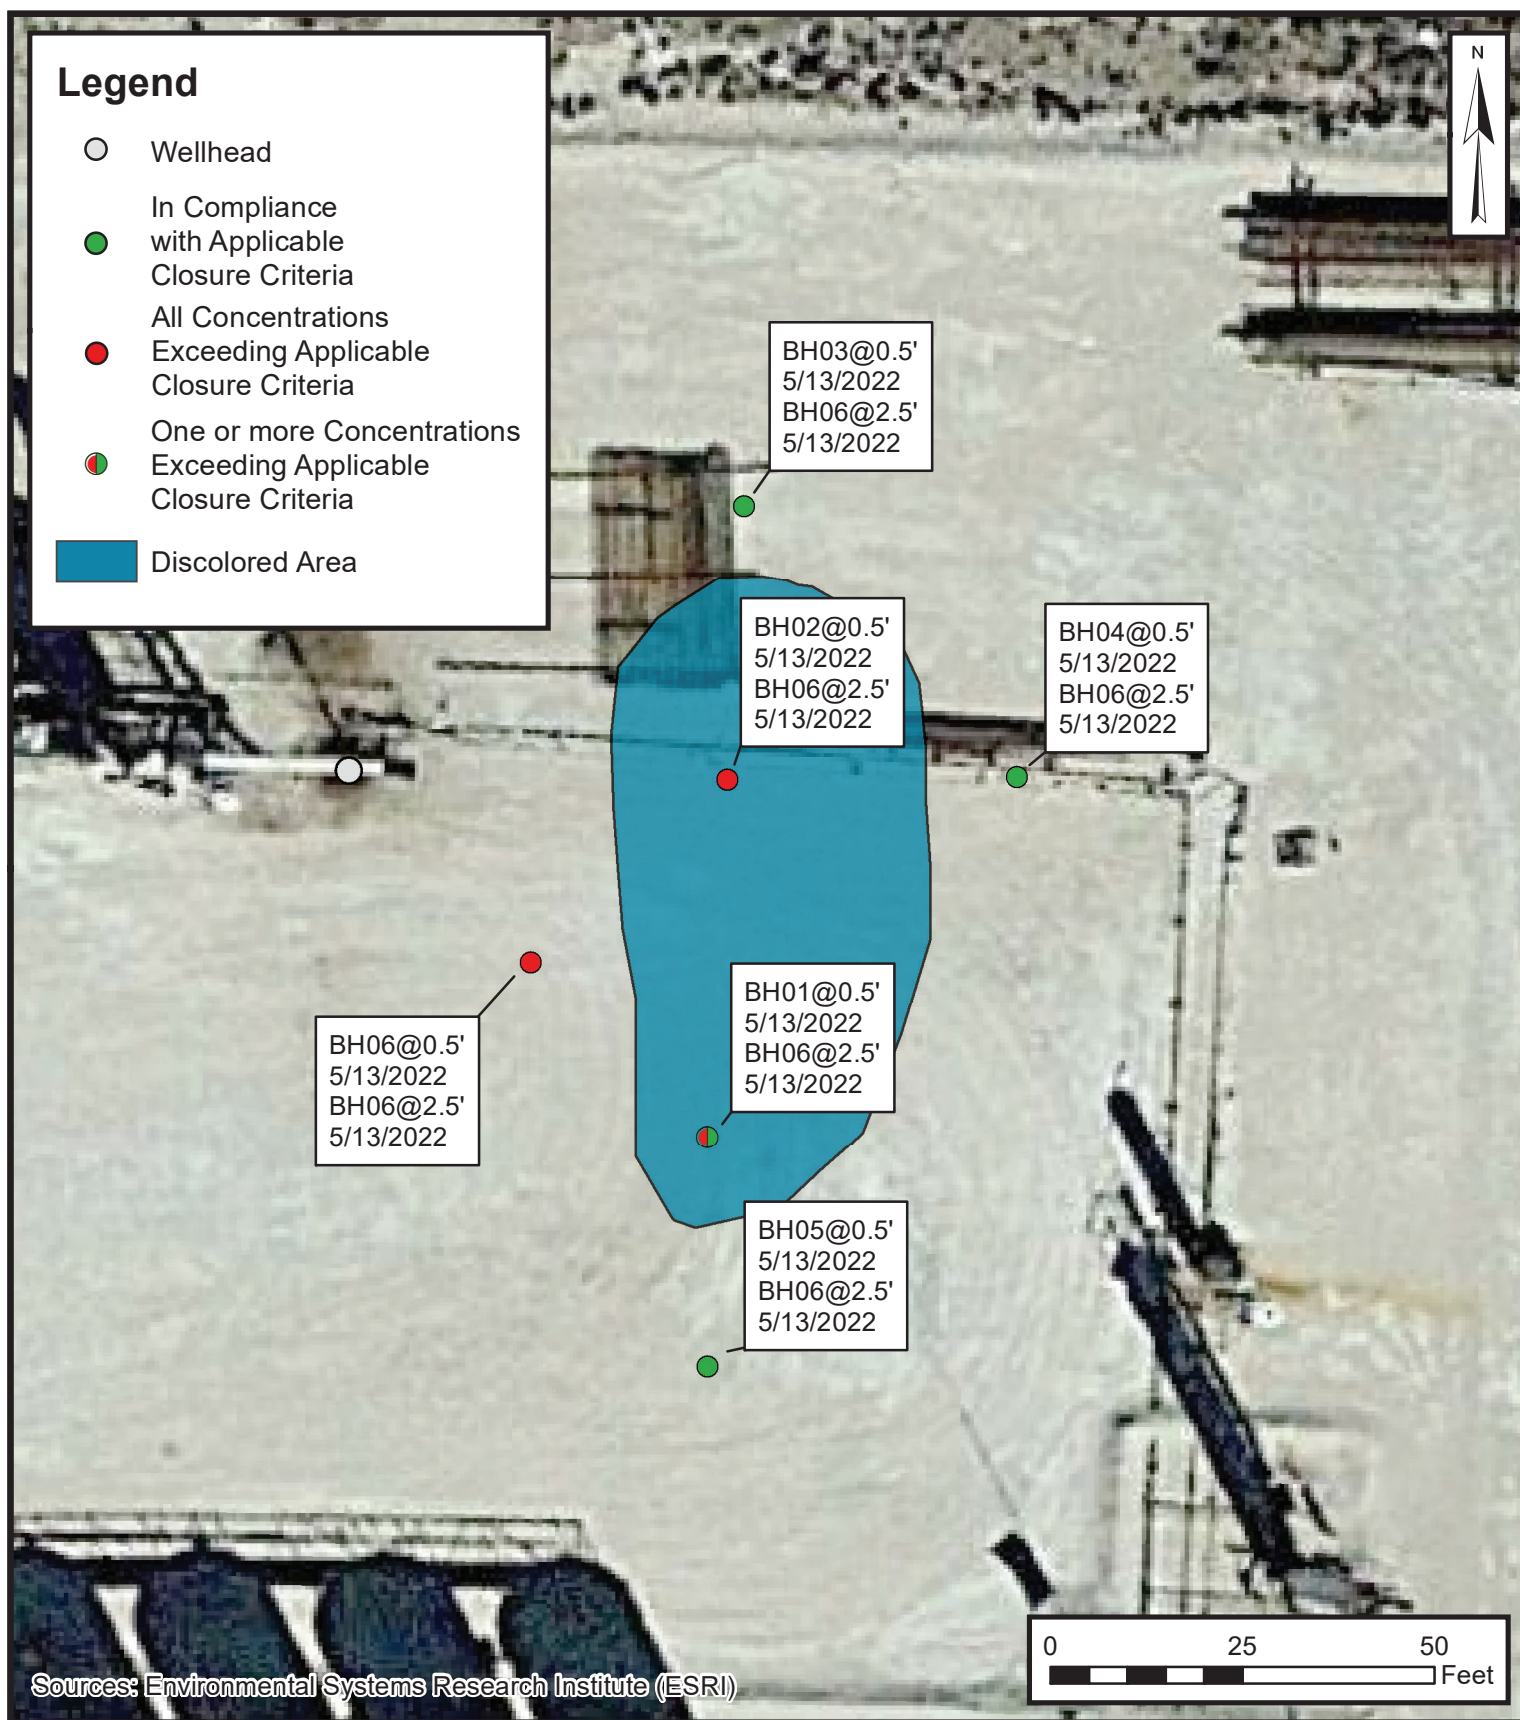 Legend
Wellhead
In Compliance
with Applicable
Closure Criteria
All Concentrations
Exceeding Applicable
Closure Criteria
One or more Concentrations
Exceeding Applicable
Closure Criteria
Discolored Area
N
BH03@0.5'
5/13/2022
BH06@2.5'
5/13/2022
BH02@0.5'
5/13/2022
BH06@2.5'
5/13/2022
BH04@0.5'
5/13/2022
BH06@2.5'
5/13/2022
BH01@0.5'
5/13/2022
BH06@2.5'
5/13/2022
BH06@0.5'
5/13/2022
BH06@2.5'
5/13/2022
BH05@0.5'
5/13/2022
BH06@2.5'
5/13/2022
0 25 50
Feet
Sources: Environmental Systems Research Institute (ESRI)